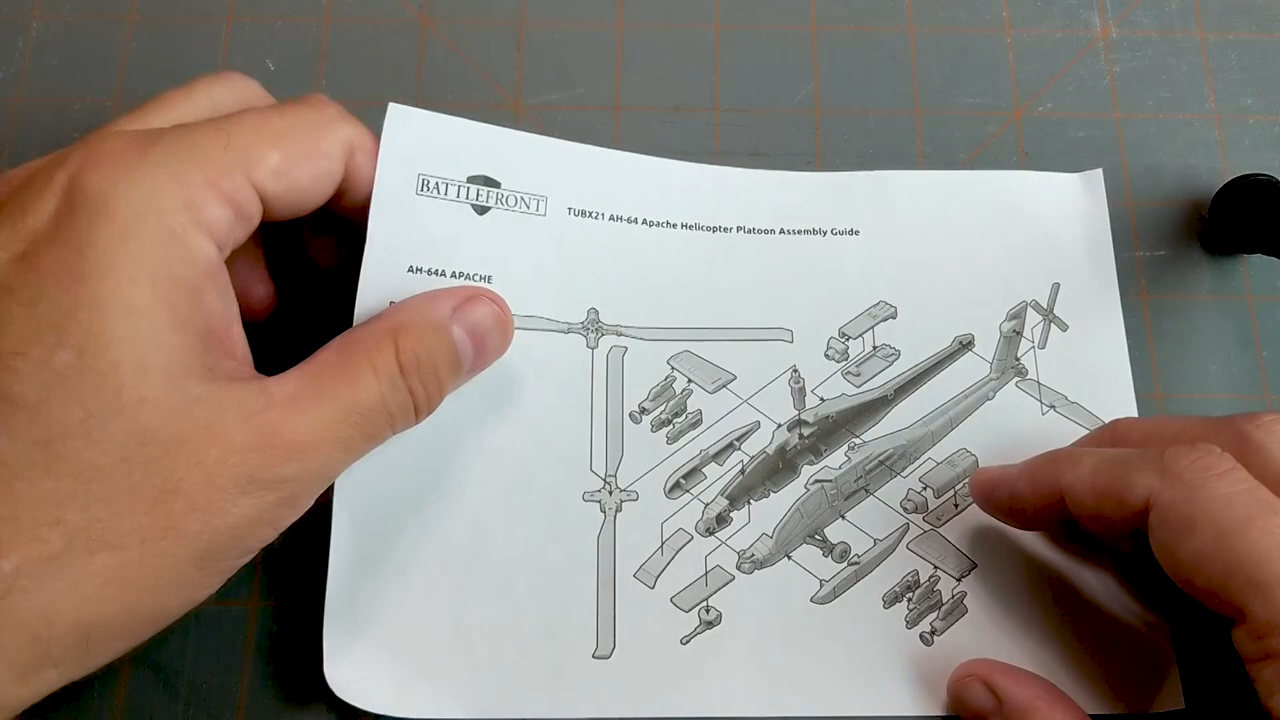 BATTLEFRONT
TUBX21 AH-64 Apache Helicopter Platoon Assembly Guide
AH-64A APACHE